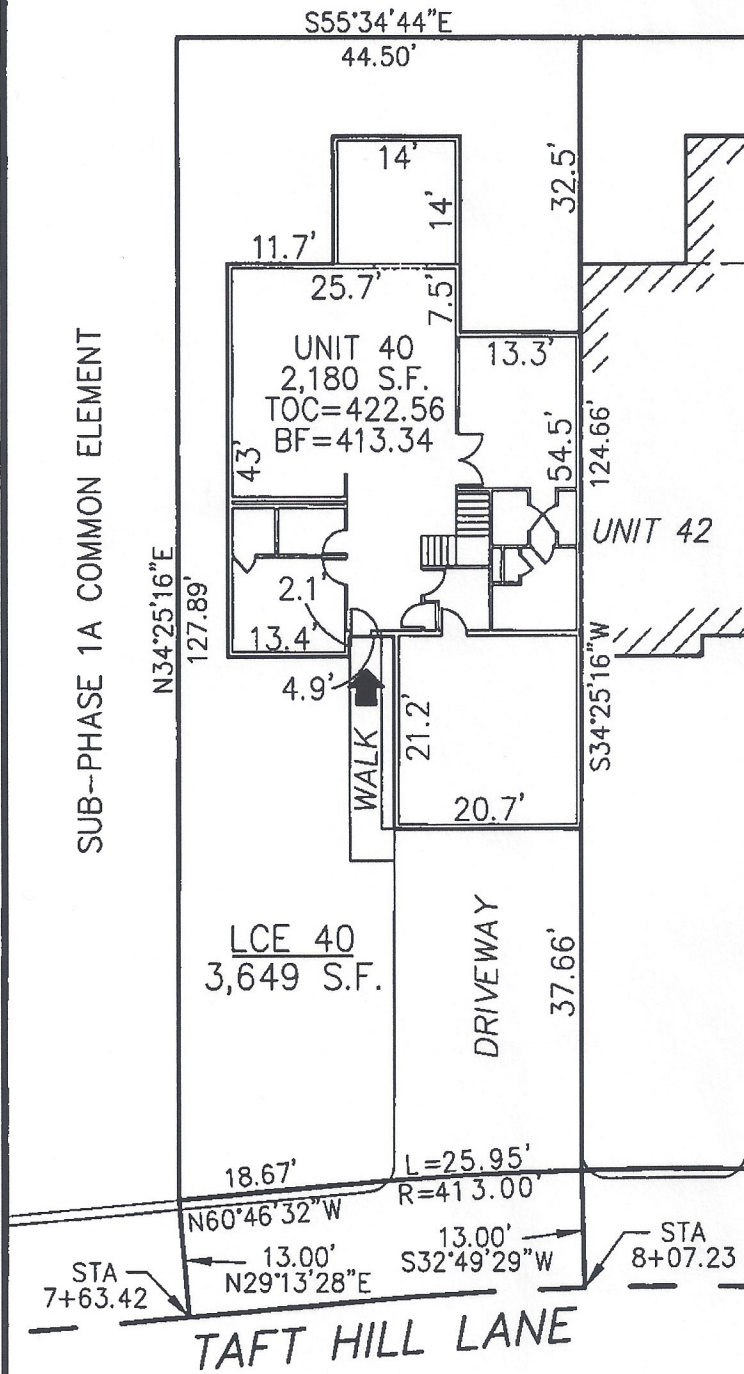 S55°34'44"E
44.50'
14'
14'
32.5'
11.7'
25.7'
7.5'
13.3'
UNIT 40
2,180 S.F.
TOC=422.56
BF=413.34
43'
54.5'
124.66'
UNIT 42
SUB-PHASE 1A COMMON ELEMENT
N34°25'16"E
127.89'
2.1'
13.4'
4.9'
WALK
21.2'
20.7'
S34°25'16"W
LCE 40
3,649 S.F.
DRIVEWAY
37.66'
18.67'
L=25.95'
R=413.00'
N60°46'32"W
13.00'
N29°13'28"E
13.00'
S32°49'29"W
STA
7+63.42
STA
8+07.23
TAFT HILL LANE